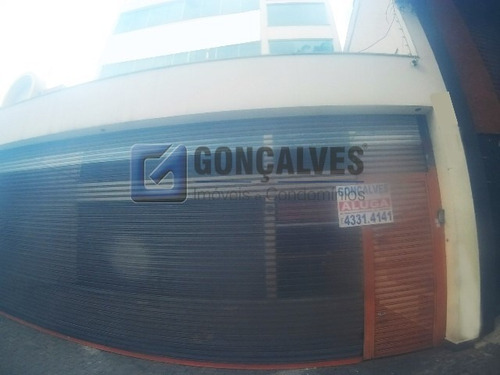 GONÇALVES
Imóveis - Condomínios
GONÇALVES
ALUGA
4331.4141